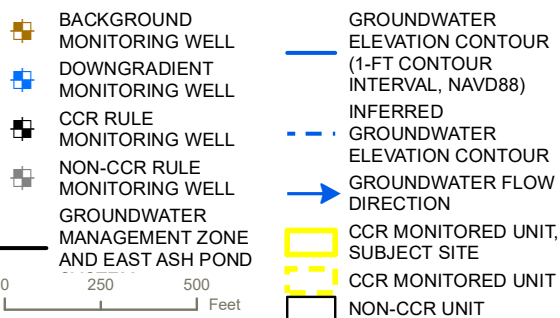 BACKGROUND
MONITORING WELL
DOWNGRADIENT
MONITORING WELL
CCR RULE
MONITORING WELL
NON-CCR RULE
MONITORING WELL
GROUNDWATER
MANAGEMENT ZONE
AND EAST ASH POND
0 250 500
Feet
GROUNDWATER
ELEVATION CONTOUR
(1-FT CONTOUR
INTERVAL, NAVD88)
INFERRED
GROUNDWATER
ELEVATION CONTOUR
GROUNDWATER FLOW
DIRECTION
CCR MONITORED UNIT,
SUBJECT SITE
CCR MONITORED UNIT
NON-CCR UNIT